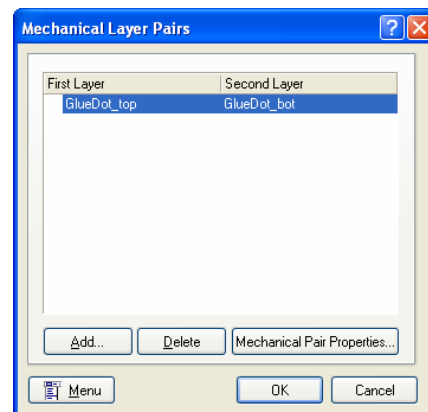 Mechanical Layer Pairs
First Layer Second Layer
GlueDot_top GlueDot_bot
Add... Delete Mechanical Pair Properties...
Menu OK Cancel